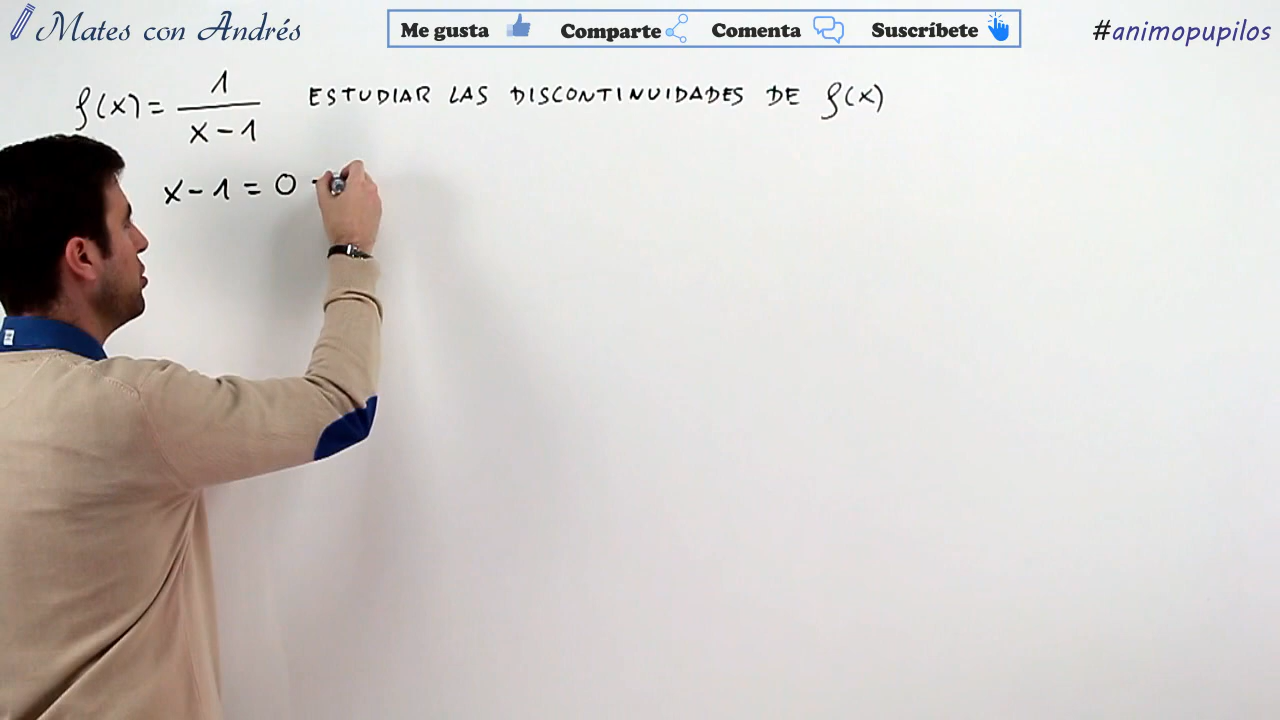 Mates con Andrés
Me gusta Comparte Comenta Suscríbete
#animopupilos
f(x) = 1/(x-1) ESTUDIAR LAS DISCONTINUIDADES DE f(x)
x-1=0